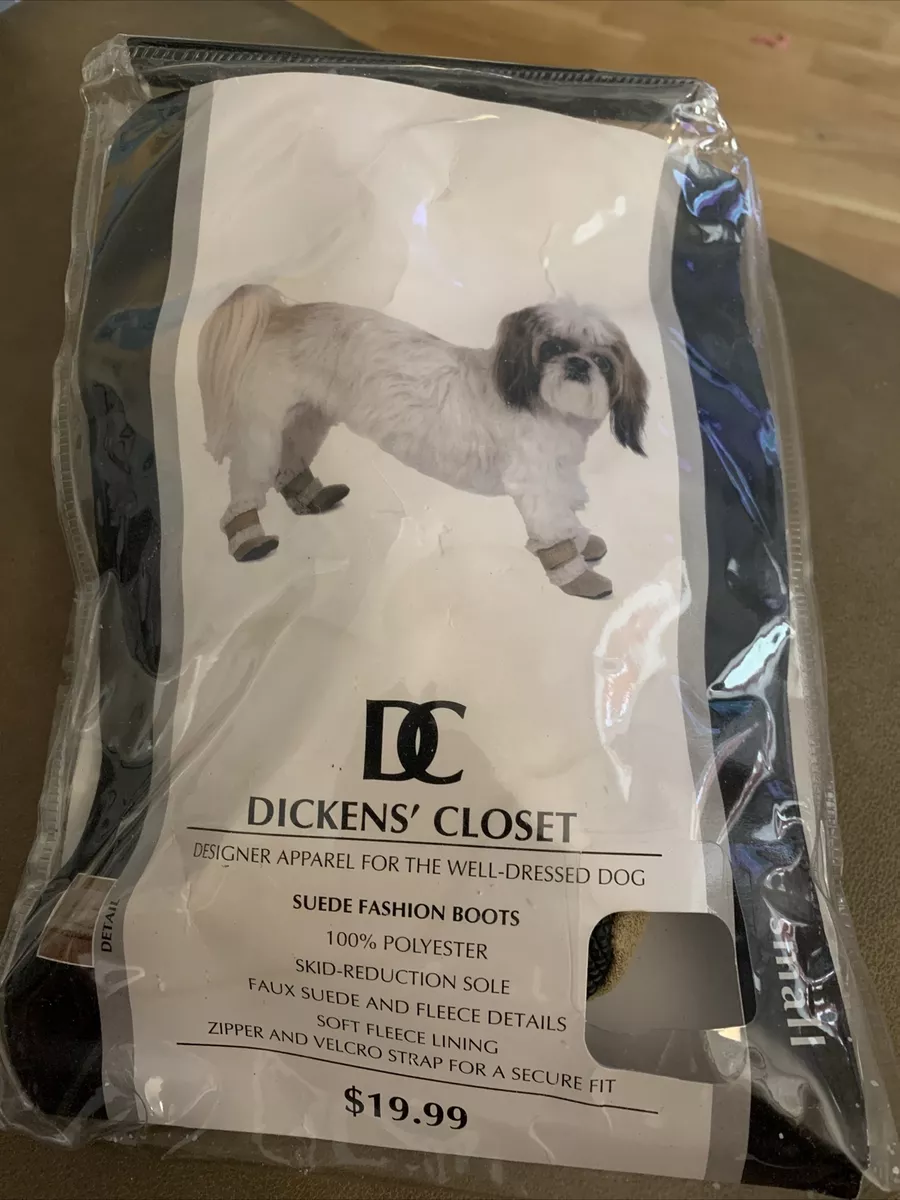 DC
DICKENS' CLOSET
DESIGNER APPAREL FOR THE WELL-DRESSED DOG
SUEDE FASHION BOOTS
100% POLYESTER
SKID-REDUCTION SOLE
FAUX SUEDE AND FLEECE DETAILS
SOFT FLEECE LINING
ZIPPER AND VELCRO STRAP FOR A SECURE FIT
$19.99
small